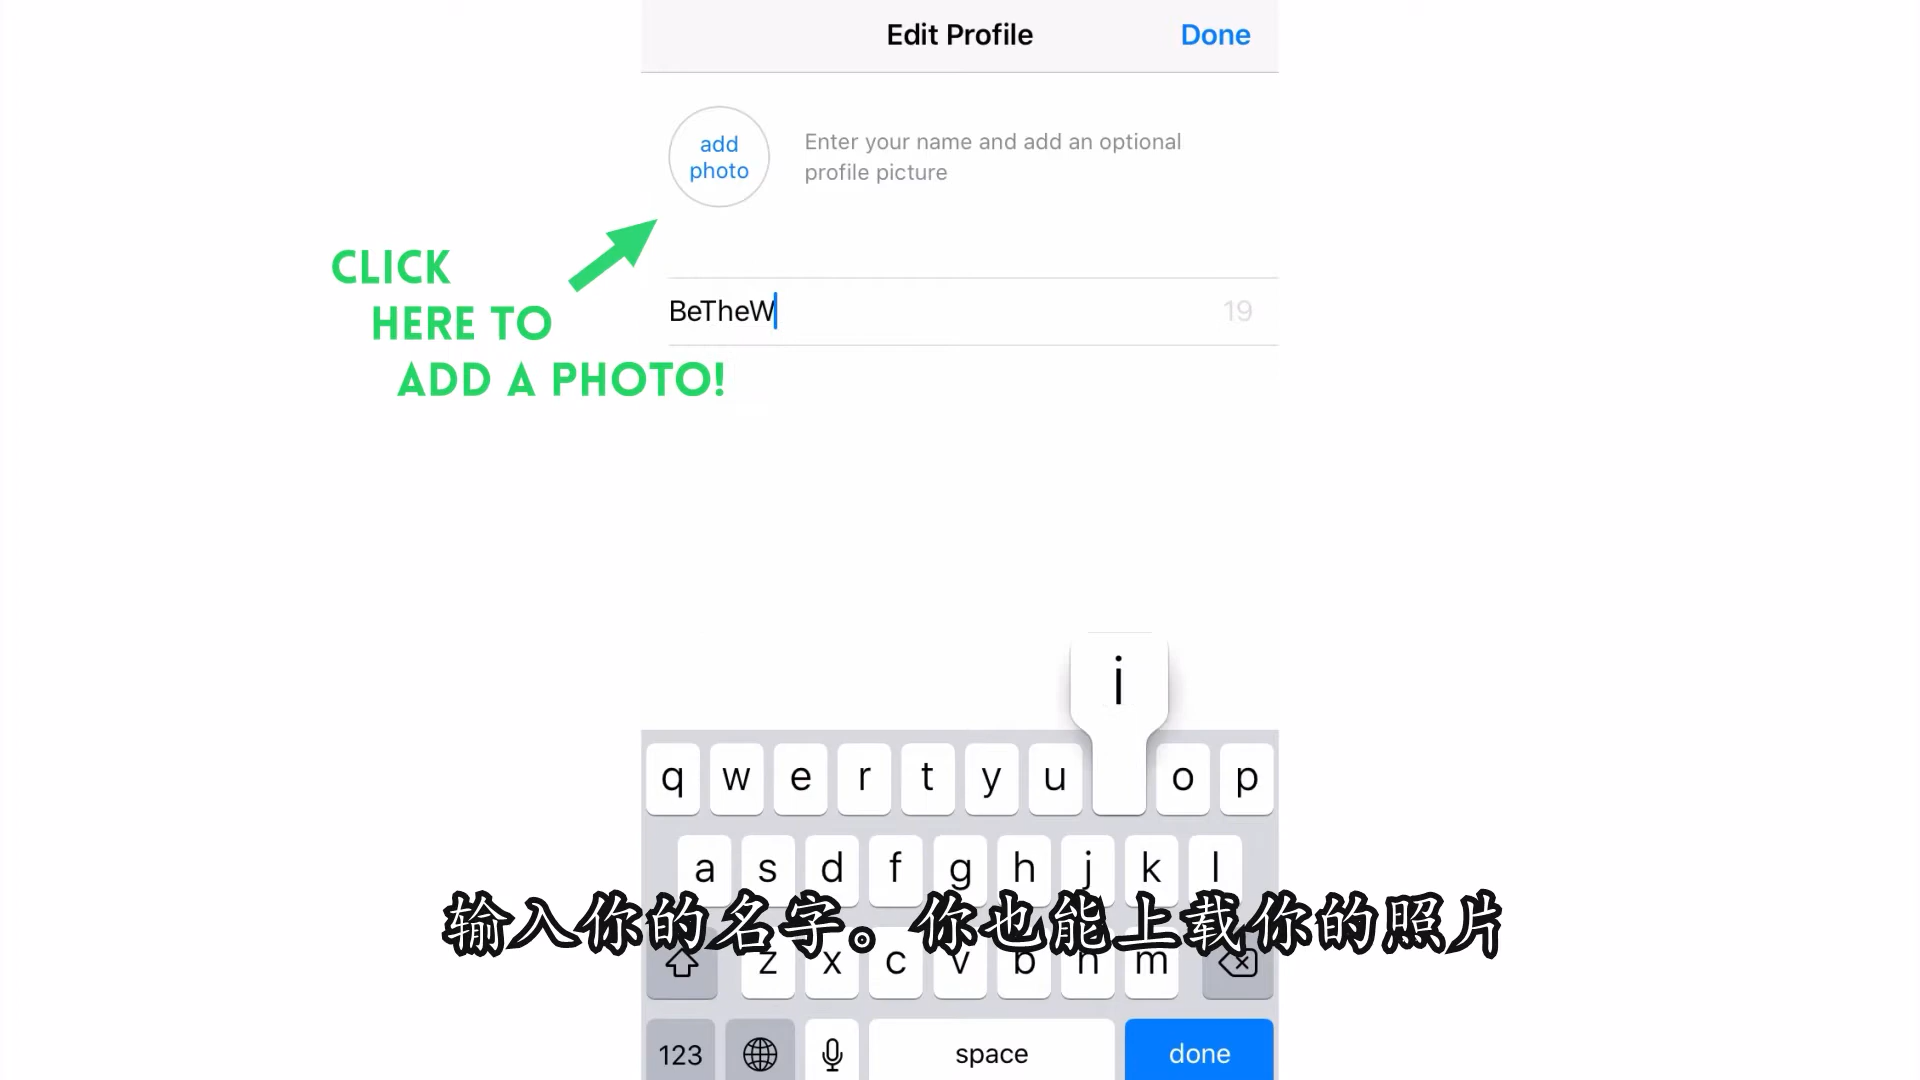 Edit Profile
Done
add
photo
Enter your name and add an optional
profile picture
CLICK
HERE TO
ADD A PHOTO!
BeTheW
19
i
q w e r t y u o p
a s d f g h j k l
输入你的名字。你也能上载你的照片
z x c v b n m
123
space
done